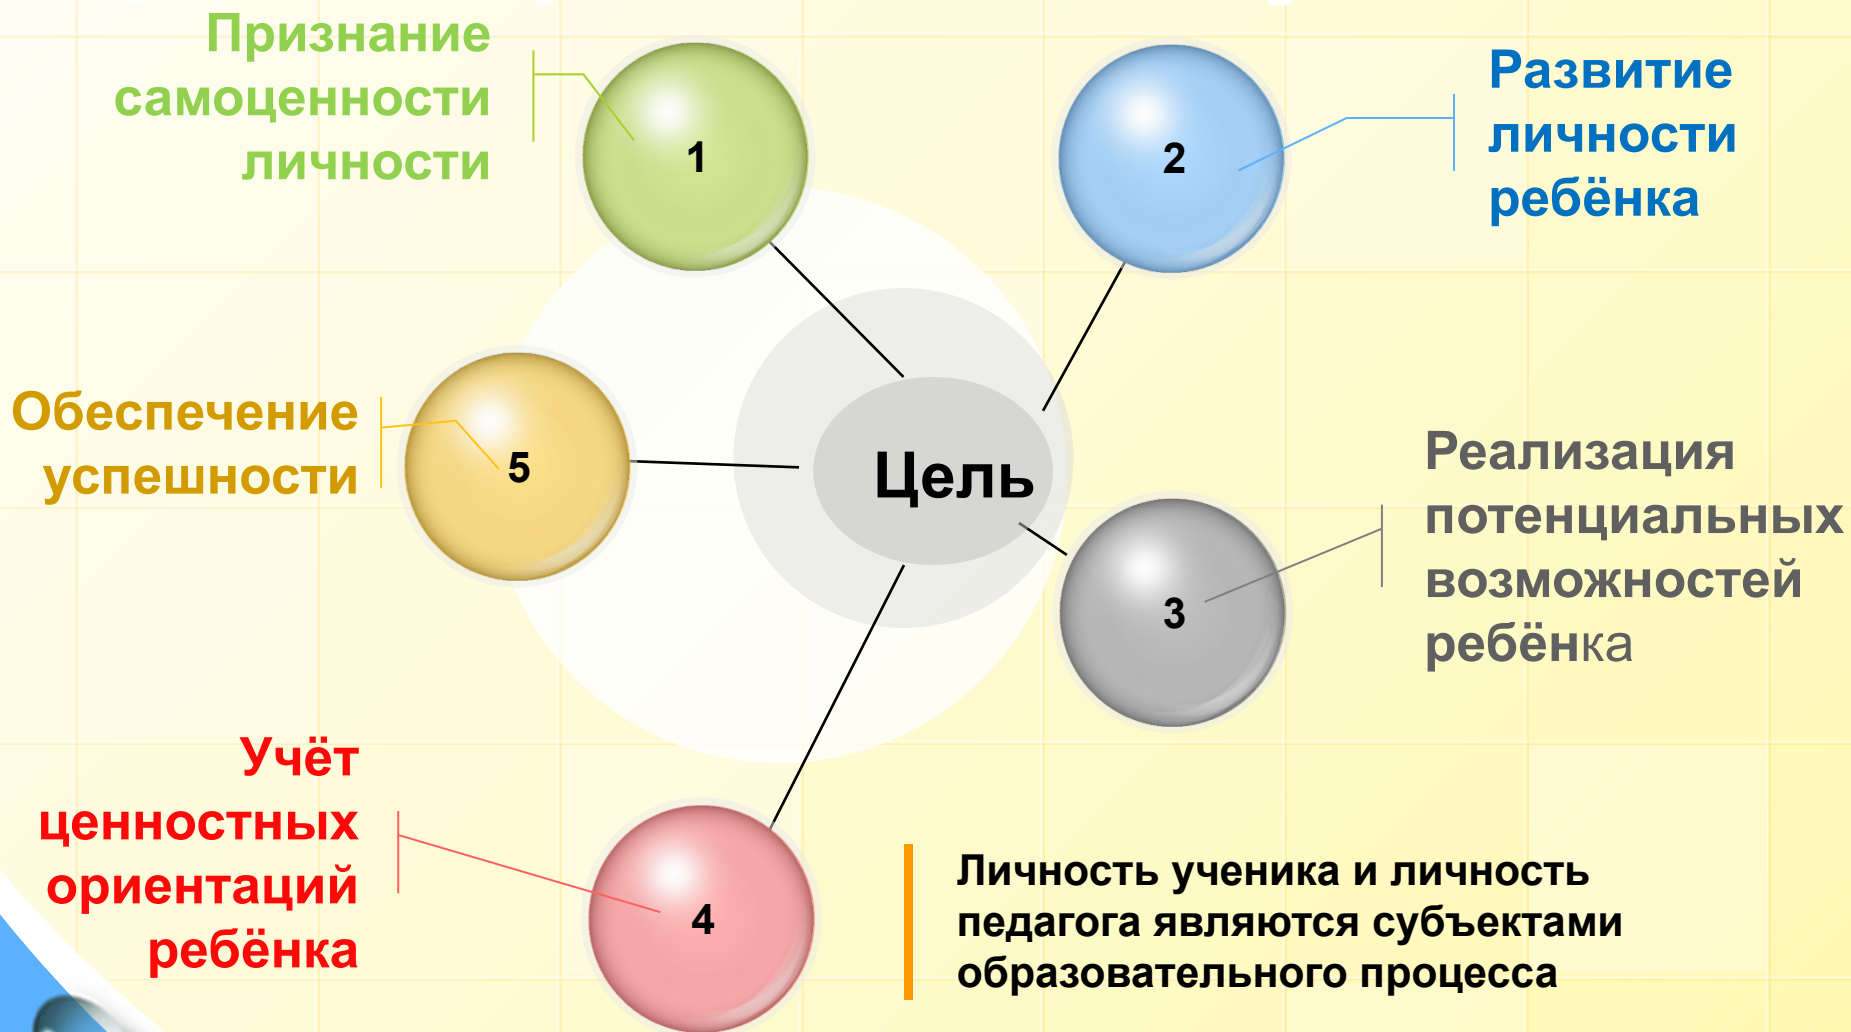 Признание
самоценности
личности
1
2
Развитие
личности
ребёнка
Обеспечение
успешности
5
Цель
3
Реализация
потенциальных
возможностей
ребёнка
Учёт
ценностных
ориентаций
ребёнка
4
Личность ученика и личность
педагога являются субъектами
образовательного процесса